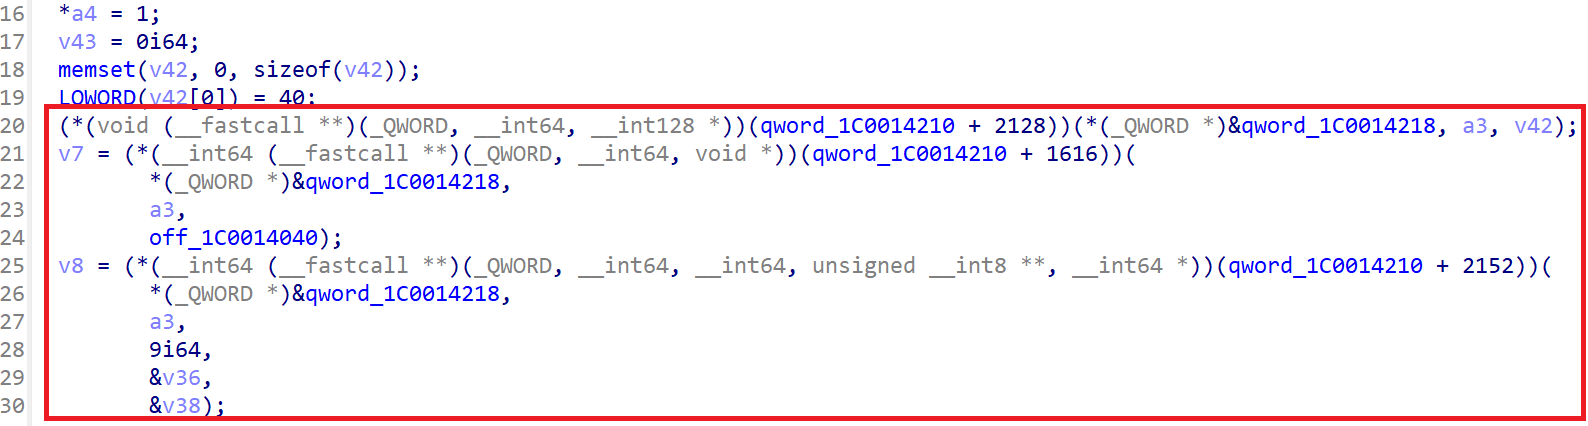 16 *a4 = 1;
17 v43 = 0i64;
18 memset(v42, 0, sizeof(v42));
19 LOWORD(v42[0]) = 40;
20 (*(void (__fastcall **)(_QWORD, __int64, __int128 *))(qword_1C0014210 + 2128))(*(_QWORD *)&qword_1C0014218, a3, v42);
21 v7 = (*(__int64 (__fastcall **)(_QWORD, __int64, void *))(qword_1C0014210 + 1616))(
22 *(_QWORD *)&qword_1C0014218,
23 a3,
24 off_1C0014040);
25 v8 = (*(__int64 (__fastcall **)(_QWORD, __int64, __int64, unsigned __int8 **, __int64 *))(qword_1C0014210 + 2152))(
26 *(_QWORD *)&qword_1C0014218,
27 a3,
28 9i64,
29 &v36,
30 &v38);